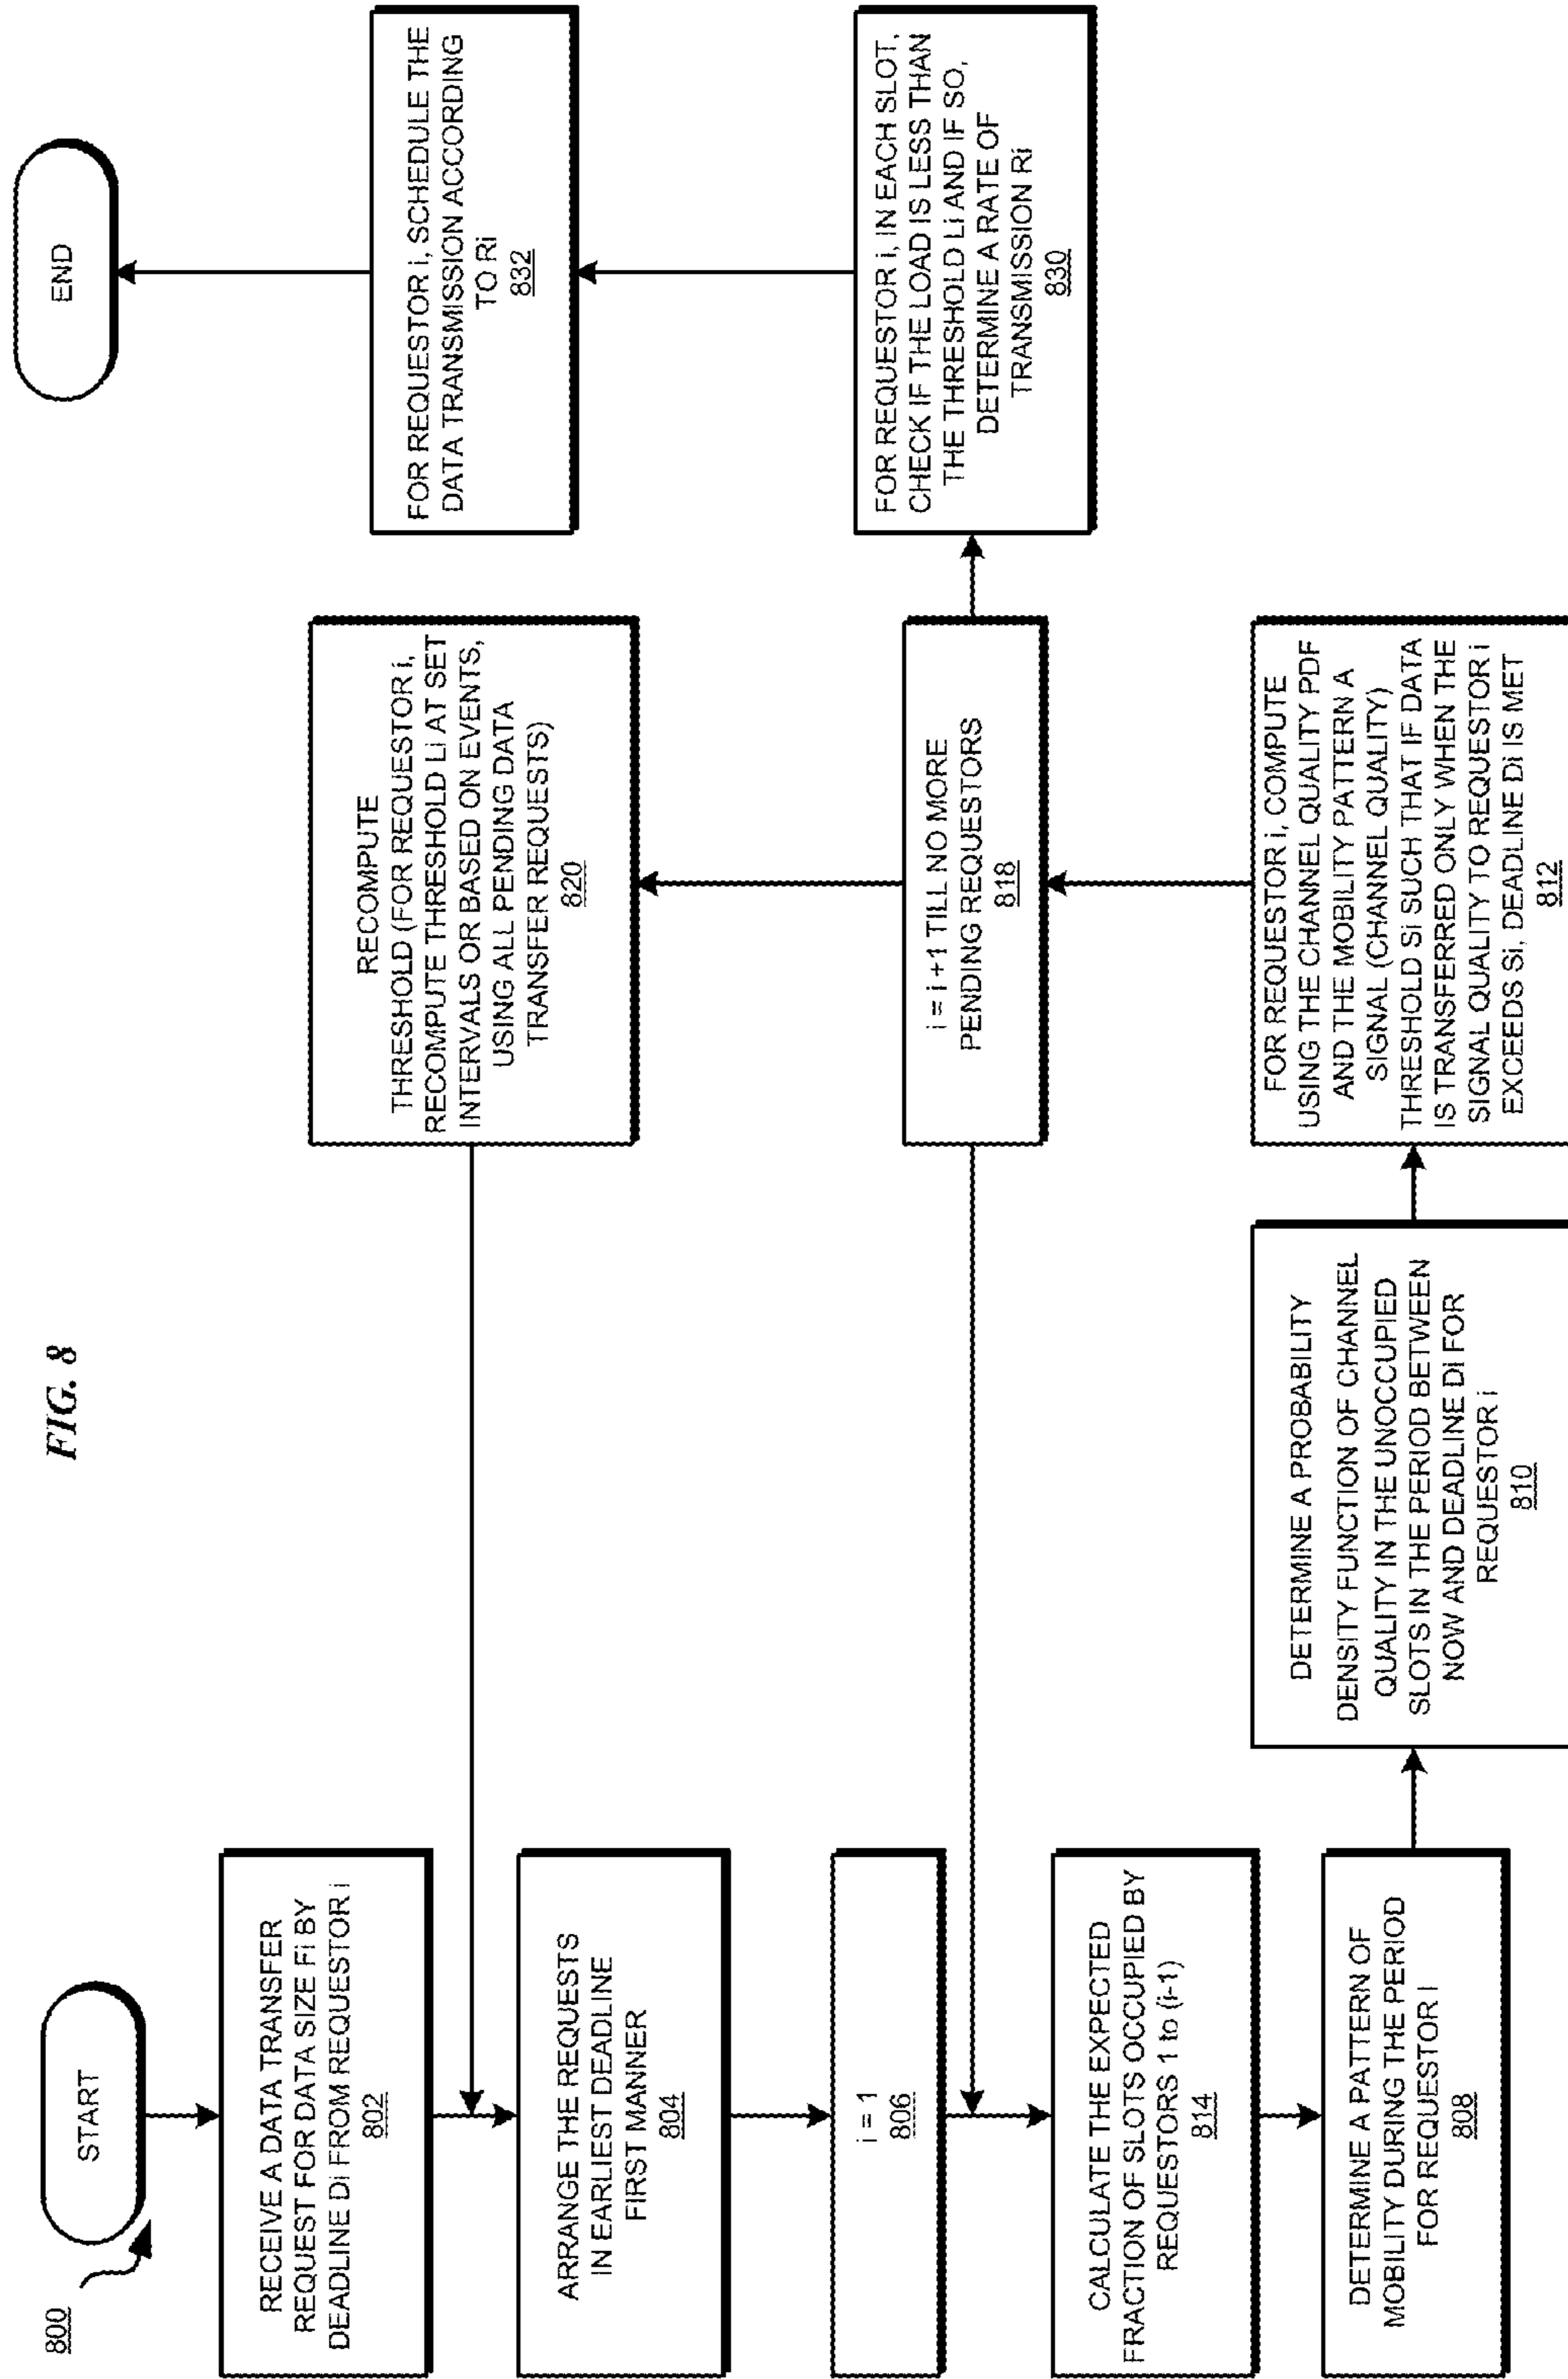 FIG. 8
800
START
RECEIVE A DATA TRANSFER
REQUEST FOR DATA SIZE Fi BY
DEADLINE Di FROM REQUESTOR i
802
ARRANGE THE REQUESTS
IN EARLIEST DEADLINE
FIRST MANNER
804
i = 1
806
CALCULATE THE EXPECTED
FRACTION OF SLOTS OCCUPIED BY
REQUESTORS 1 to (i-1)
814
DETERMINE A PATTERN OF
MOBILITY DURING THE PERIOD
FOR REQUESTOR I
808
DETERMINE A PROBABILITY
DENSITY FUNCTION OF CHANNEL
QUALITY IN THE UNOCCUPIED
SLOTS IN THE PERIOD BETWEEN
NOW AND DEADLINE Di FOR
REQUESTOR i
810
FOR REQUESTOR i, COMPUTE
USING THE CHANNEL QUALITY PDF
AND THE MOBILITY PATTERN A
SIGNAL (CHANNEL QUALITY)
THRESHOLD Si SUCH THAT IF DATA
IS TRANSFERRED ONLY WHEN THE
SIGNAL QUALITY TO REQUESTOR i
EXCEEDS Si, DEADLINE Di IS MET
812
i = i +1 TILL NO MORE
PENDING REQUESTORS
818
RECOMPUTE
THRESHOLD (FOR REQUESTOR i,
RECOMPUTE THRESHOLD Li AT SET
INTERVALS OR BASED ON EVENTS,
USING ALL PENDING DATA
TRANSFER REQUESTS)
820
FOR REQUESTOR i, IN EACH SLOT,
CHECK IF THE LOAD IS LESS THAN
THE THRESHOLD Li AND IF SO,
DETERMINE A RATE OF
TRANSMISSION Ri
830
FOR REQUESTOR i, SCHEDULE THE
DATA TRANSMISSION ACCORDING
TO Ri
832
END